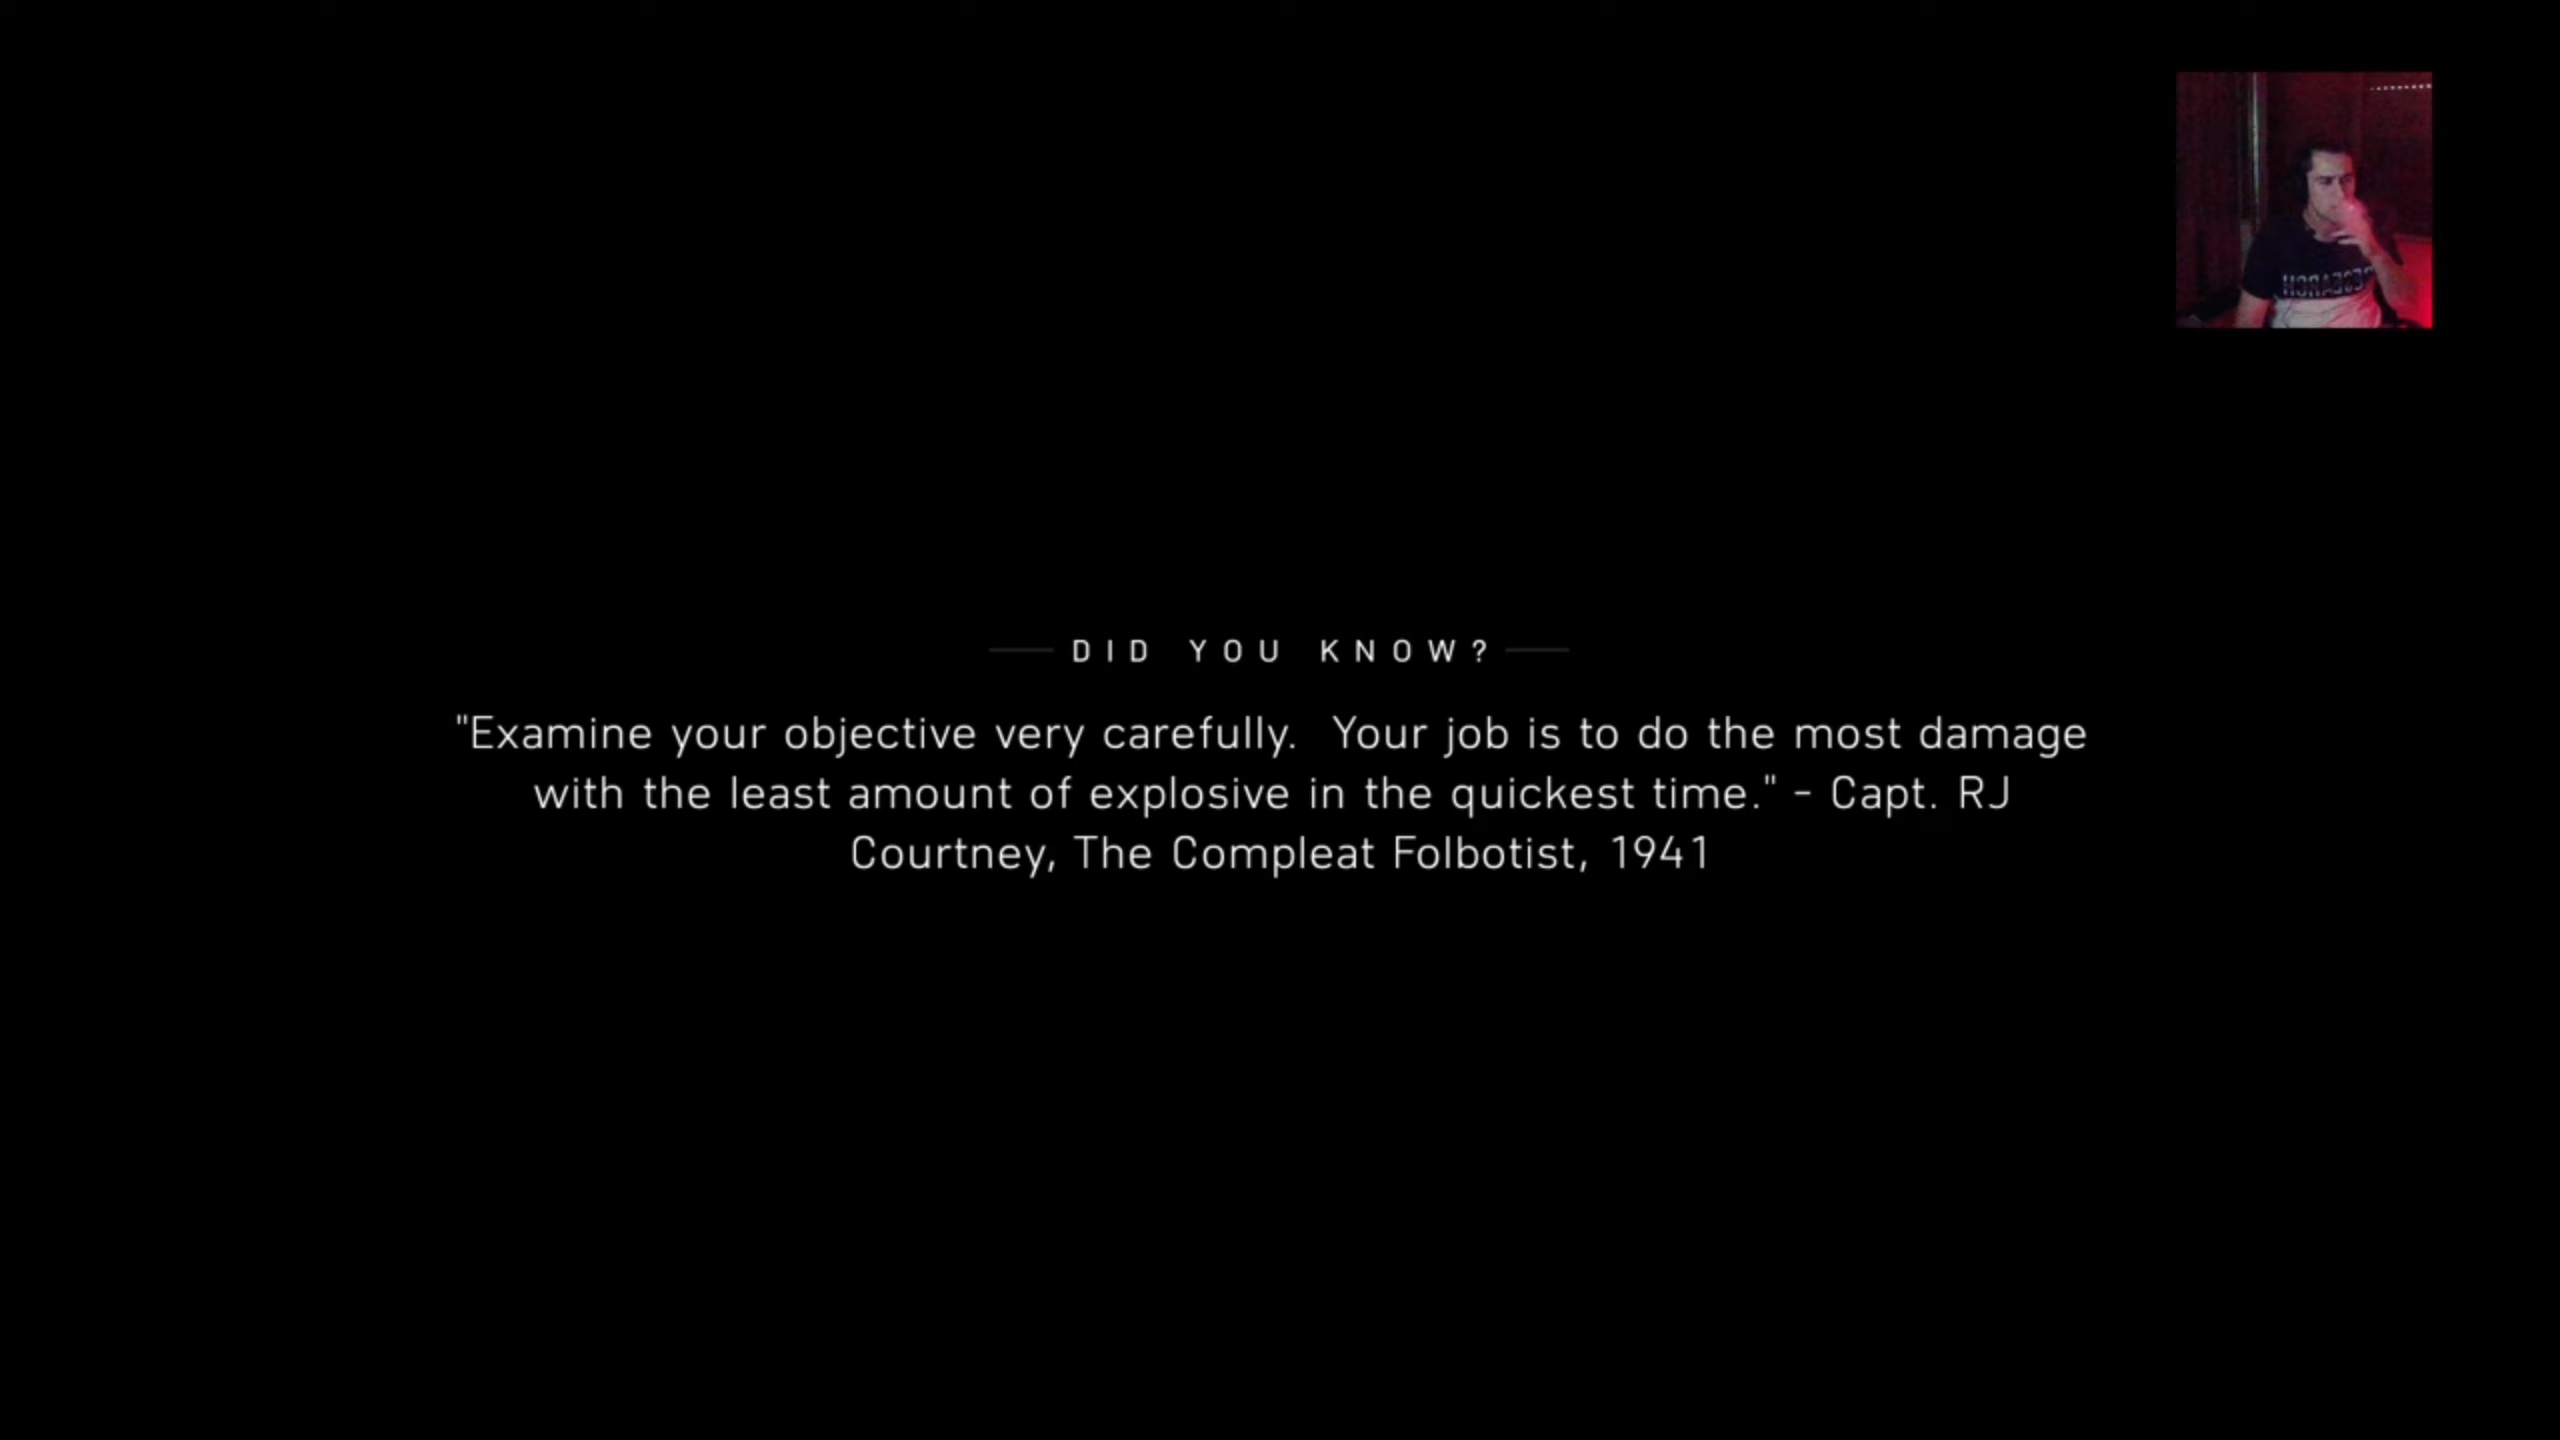 DID YOU KNOW?
"Examine your objective very carefully.  Your job is to do the most damage
with the least amount of explosive in the quickest time." - Capt. RJ
Courtney, The Compleat Folbotist, 1941